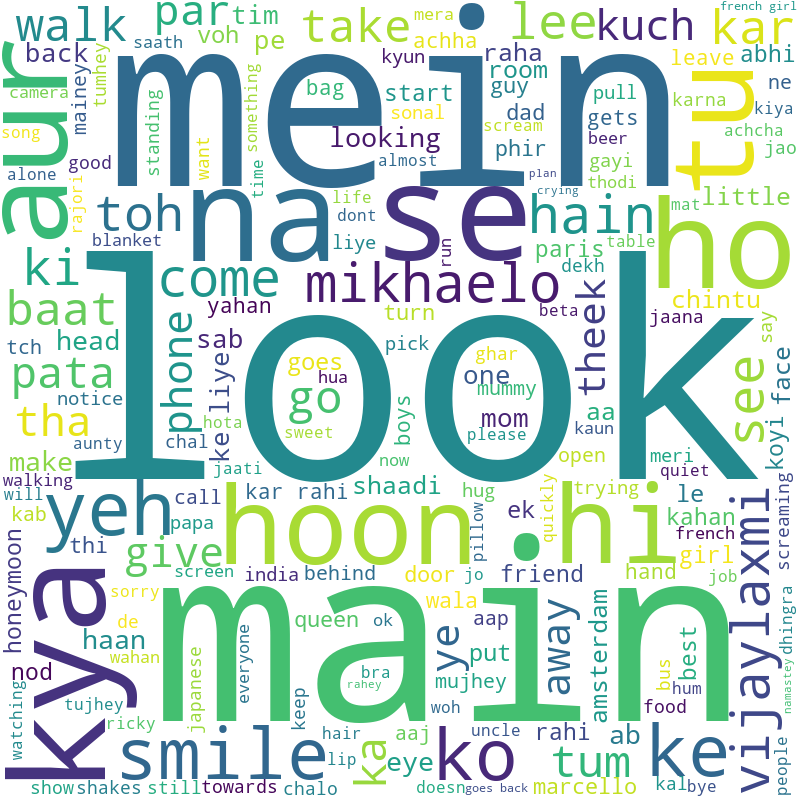 french girl
mera
saath
walk
par
tim
take
lee
kuch
kar
voh
pe
achha
kyun
raha
abhi
back
room
leave
camera
mainey
tumhey
aur
mein
tu
something
bag
start
guy
dad
pull
ne
sonal
gets
karna
kiya
song
standing
want
looking
scream
beer
achcha
good
phir
jao
alone
almost
gayi
time
plan
thodi
rajori
crying
toh
na
life
se
hain
mat
little
dont
blanket
liye
run
paris
table
ho
ki
come
mikhaelo
dekh
yahan
beta
chintu
baat
phone
turn
theek
jaana
say
tch
head
sab
look
pick
see
goes
ghar
face
pata
hua
go
one
mummy
notice
ke liye
mom
koyi
tha
hota
sweet
boys
please
aa
aunty
chal
now
kaun
make
jaati
open
meri
quiet
walking
kar rahi
shaadi
hug
trying
le
will
yeh
call
hoon
hi
kab
papa
ek
quickly
kahan
thi
pillow
french
screaming
honeymoon
give
behind
door
friend
girl
screen
india
jo
hand
job
kya
sorry
main
wala
vijaylaxmi
de
queen
ok
aap
away
amsterdam
haan
ye
put
best
dhingra
wahan
bra
nod
japanese
everyone
rahey
mujhey
bus
hum
tujhey
keep
woh
food
namastey
watching
ricky
smile
hair
uncle
rahi
ab
ka
aaj
ko
ke
lip
eye
tum
people
show
shakes
still
towards
chalo
doesn
goes back
marcello
kal
bye